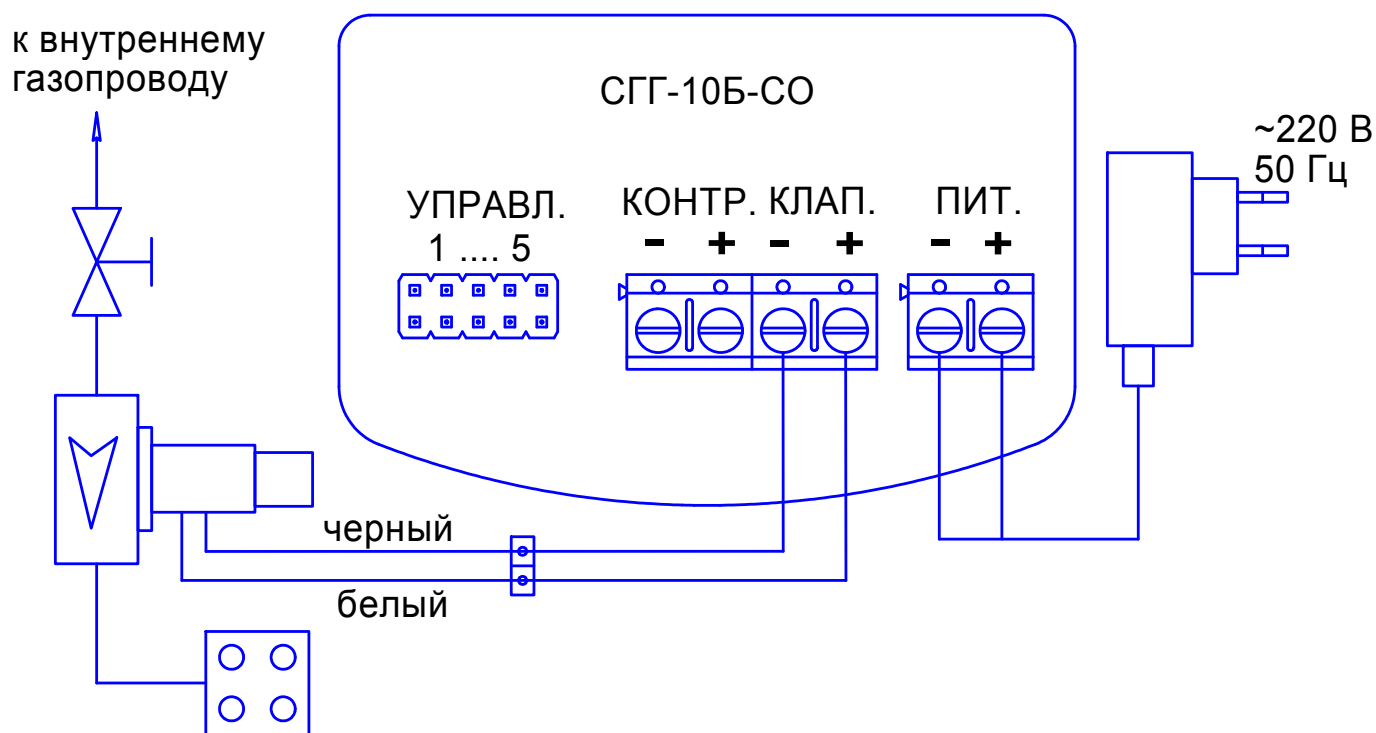 к внутреннему
газопроводу
СГГ-10Б-СО
~220 В
50 Гц
УПРАВЛ.
1 .... 5
КОНТР. КЛАП.
- + - +
ПИТ.
- +
черный
белый